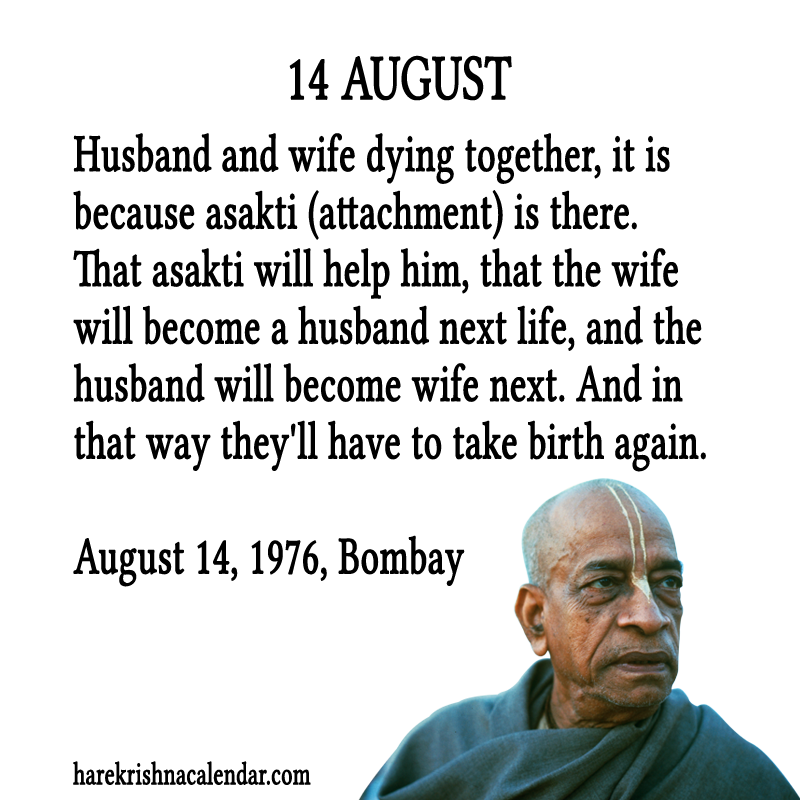 14 AUGUST
Husband and wife dying together, it is
because asakti (attachment) is there.
That asakti will help him, that the wife
will become a husband next life, and the
husband will become wife next. And in
that way they'll have to take birth again.
August 14, 1976, Bombay
harekrishnacalendar.com